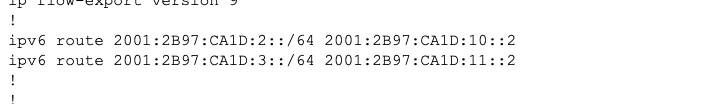 ip flow-export version 9
!
ipv6 route 2001:2B97:CA1D:2::/64 2001:2B97:CA1D:10::2
ipv6 route 2001:2B97:CA1D:3::/64 2001:2B97:CA1D:11::2
!
!